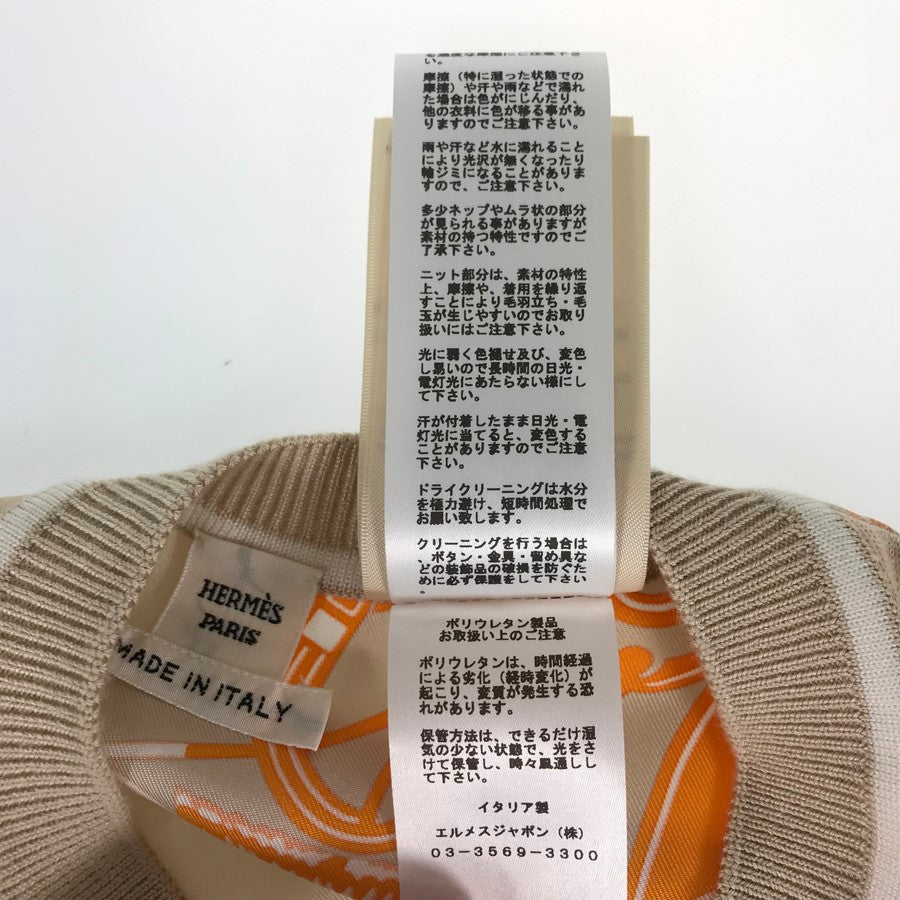 い。
摩擦（特に湿った状態での
摩擦）や汗や雨などで濡れ
た場合は色がにじんだり、
他の衣料に色が移る事があ
りますのでご注意下さい。
雨や汗など水に濡れること
により光沢が無くなったり
輪ジミになることがありま
すので、ご注意下さい。
多少ネップやムラ状の部分
が見られる事がありますが
素材の持つ特性ですのでご
了承下さい。
ニット部分は、素材の特性
上、摩擦や、着用を繰り返
すことにより毛羽立ち・毛
玉が生じやすいのでお取り
扱いにはご注意下さい。
光に弱く色褪せ及び、変色
し易いので長時間の日光・
電灯光にあたらない様にし
て下さい。
汗が付着したまま日光・電
灯光に当てると、変色する
ことがありますのでご注意
下さい。
ドライクリーニングは水分
を極力避け、短時間処理で
お願い致します。
クリーニングを行う場合は
、ボタン・金具・留め具な
どの装飾品の破損を防ぐた
めに必ず保護をして下さい
。
ポリウレタン製品
お取扱い上のご注意
ポリウレタンは、時間経過
による劣化（経時変化）が
起こり、変質が発生する恐
れがあります。
保管方法は、できるだけ湿
気の少ない状態で、光をさ
けて保管し、時々風通しし
て下さい。
イタリア製
エルメスジャポン（株）
03-3569-3300
HERMÈS
PARIS
MADE IN ITALY